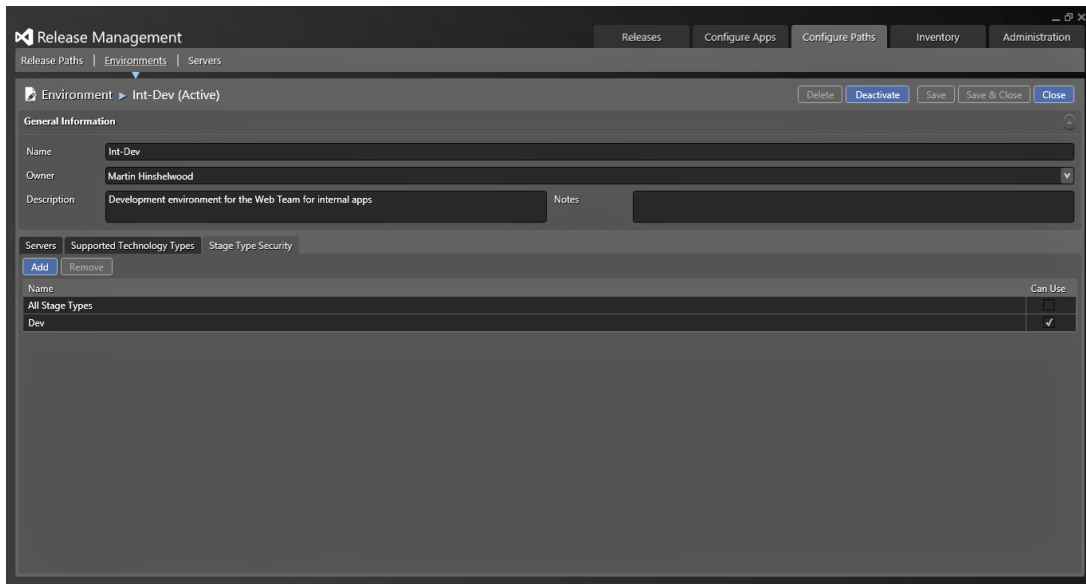 Release Management
Releases Configure Apps Configure Paths Inventory Administration
Release Paths | Environments | Servers
Environment ▶ Int-Dev (Active)
Delete Deactivate Save Save & Close Close
General Information
Name Int-Dev
Owner Martin Hinshelwood
Description Development environment for the Web Team for internal apps Notes
Servers Supported Technology Types Stage Type Security
Add Remove
Name Can Use
All Stage Types
Dev